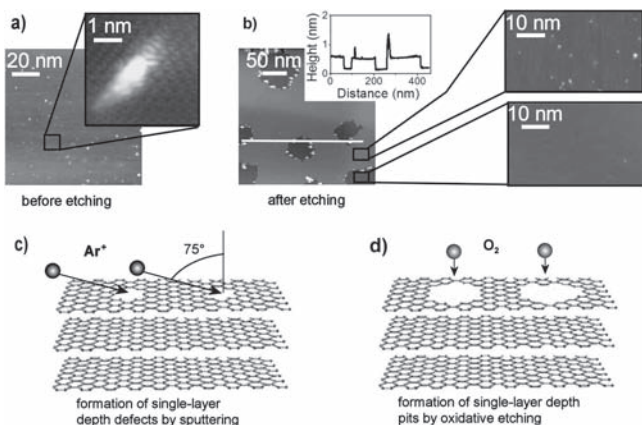 a)
1 nm
20 nm
before etching
b)
50 nm
Height (nm)
2
1
0
0 200 400
Distance (nm)
10 nm
10 nm
after etching
c)
Ar+
75°
formation of single-layer
depth defects by sputtering
d)
O2
formation of single-layer depth
pits by oxidative etching